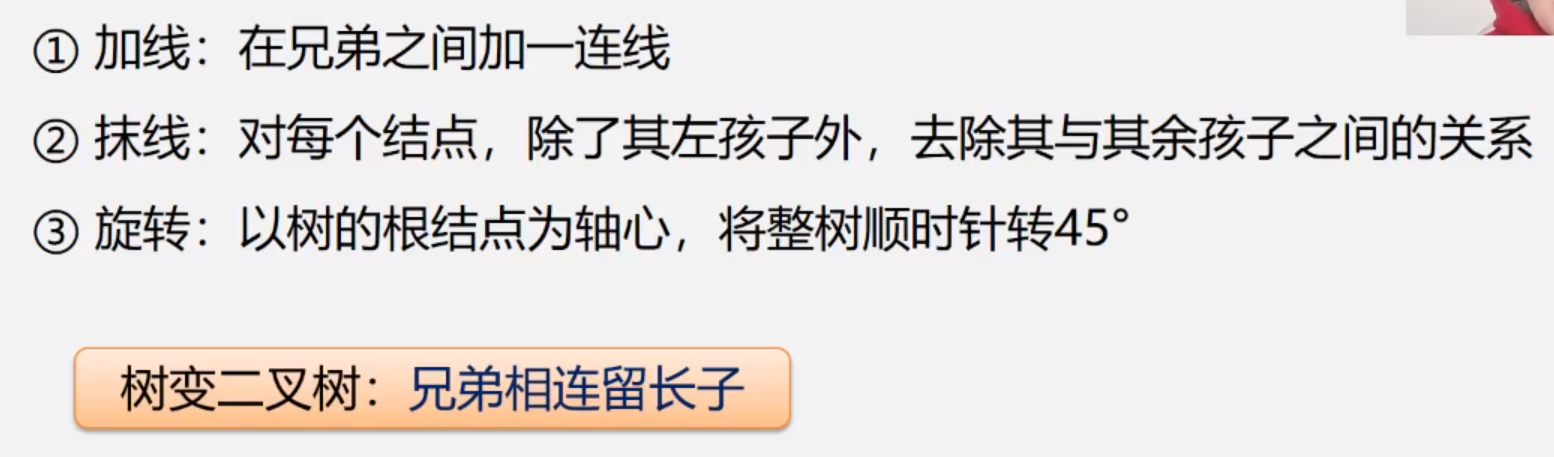 ① 加线：在兄弟之间加一连线
② 抹线：对每个结点，除了其左孩子外，去除其与其余孩子之间的关系
③ 旋转：以树的根结点为轴心，将整树顺时针转45°
树变二叉树：兄弟相连留长子